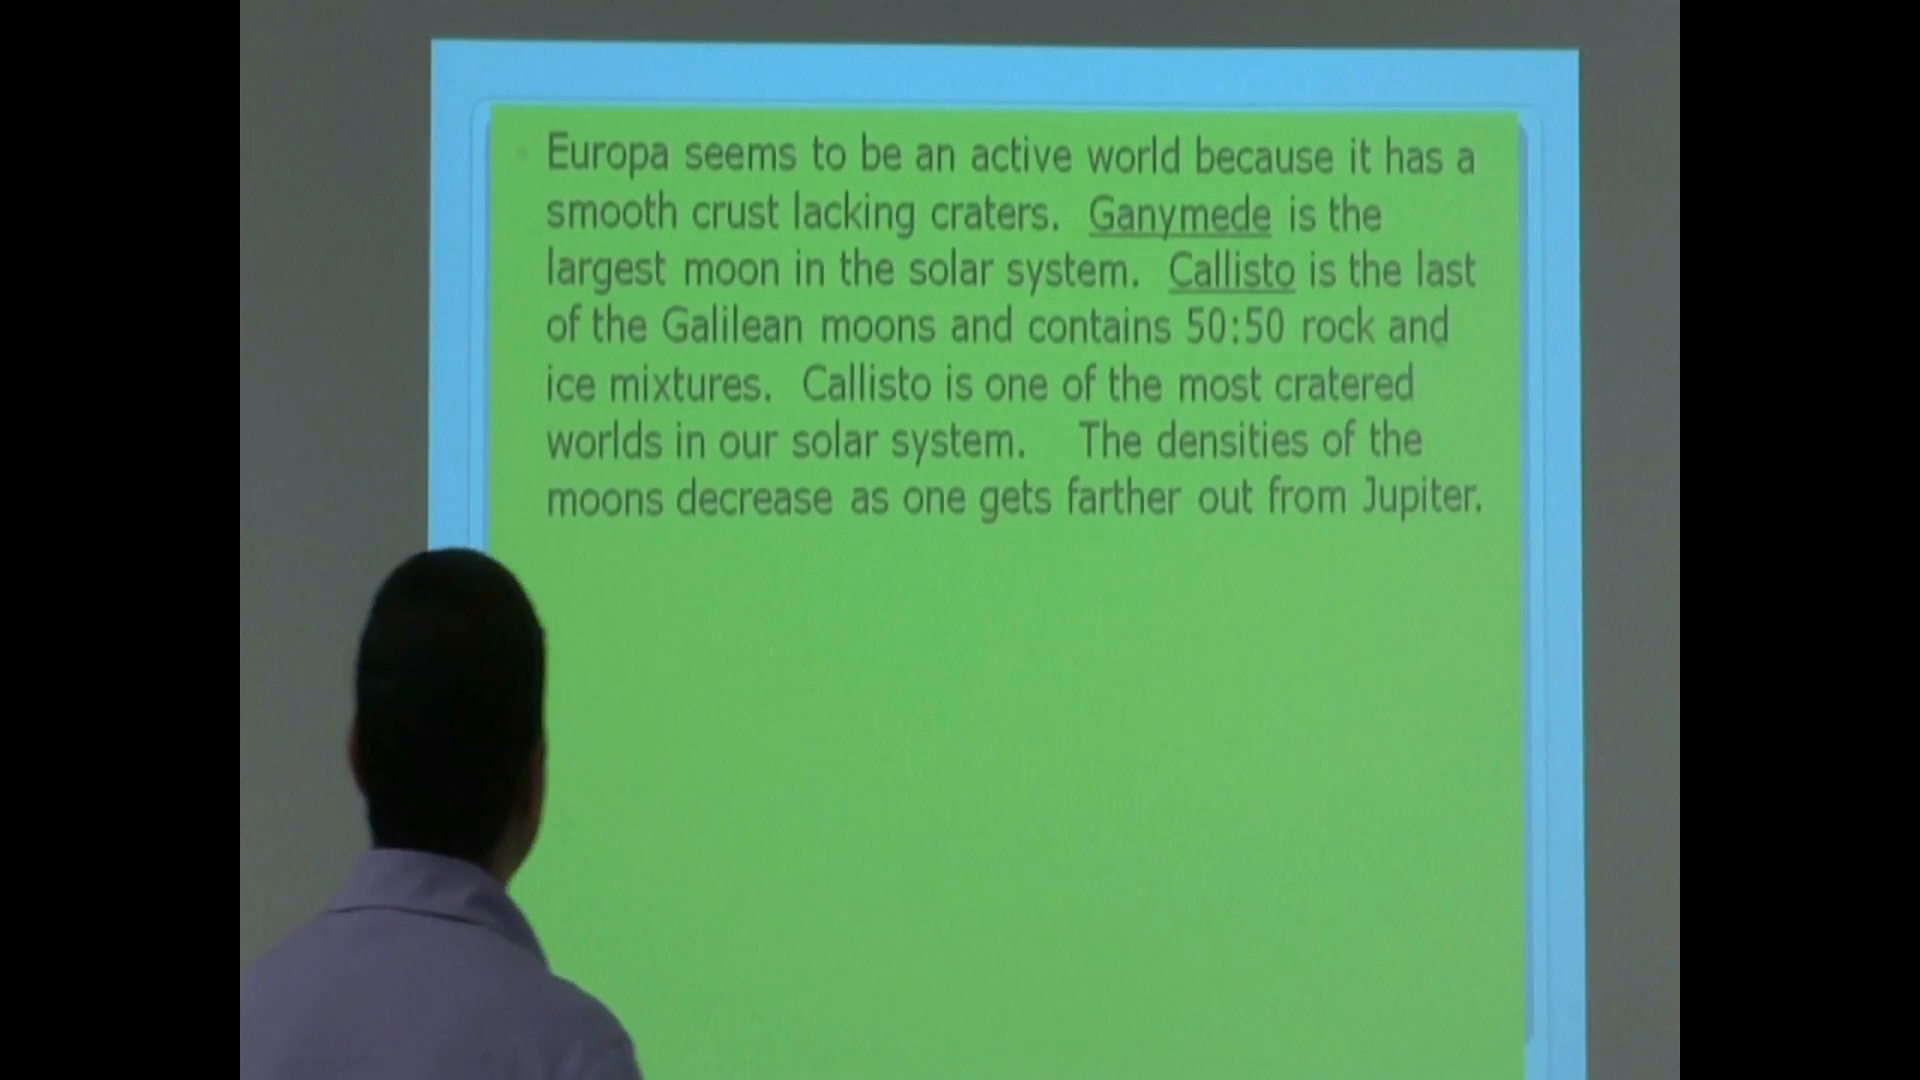 Europa seems to be an active world because it has a
smooth crust lacking craters. Ganymede is the
largest moon in the solar system. Callisto is the last
of the Galilean moons and contains 50:50 rock and
ice mixtures. Callisto is one of the most cratered
worlds in our solar system. The densities of the
moons decrease as one gets farther out from Jupiter.